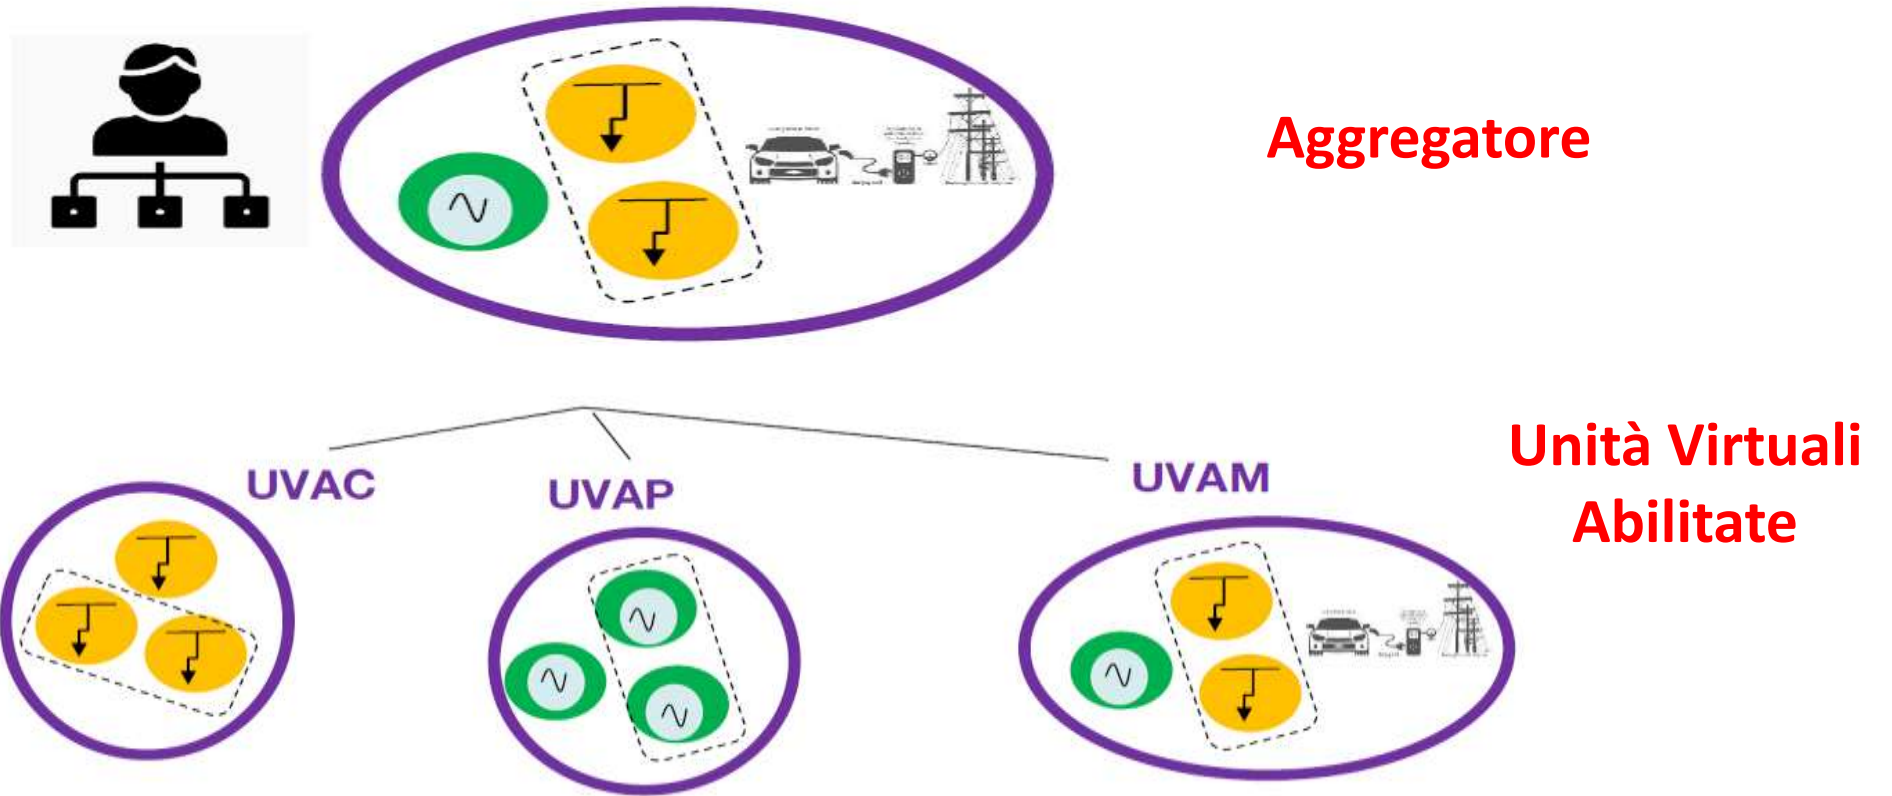 Aggregatore
Unità Virtuali
Abilitate
UVAC
UVAP
UVAM